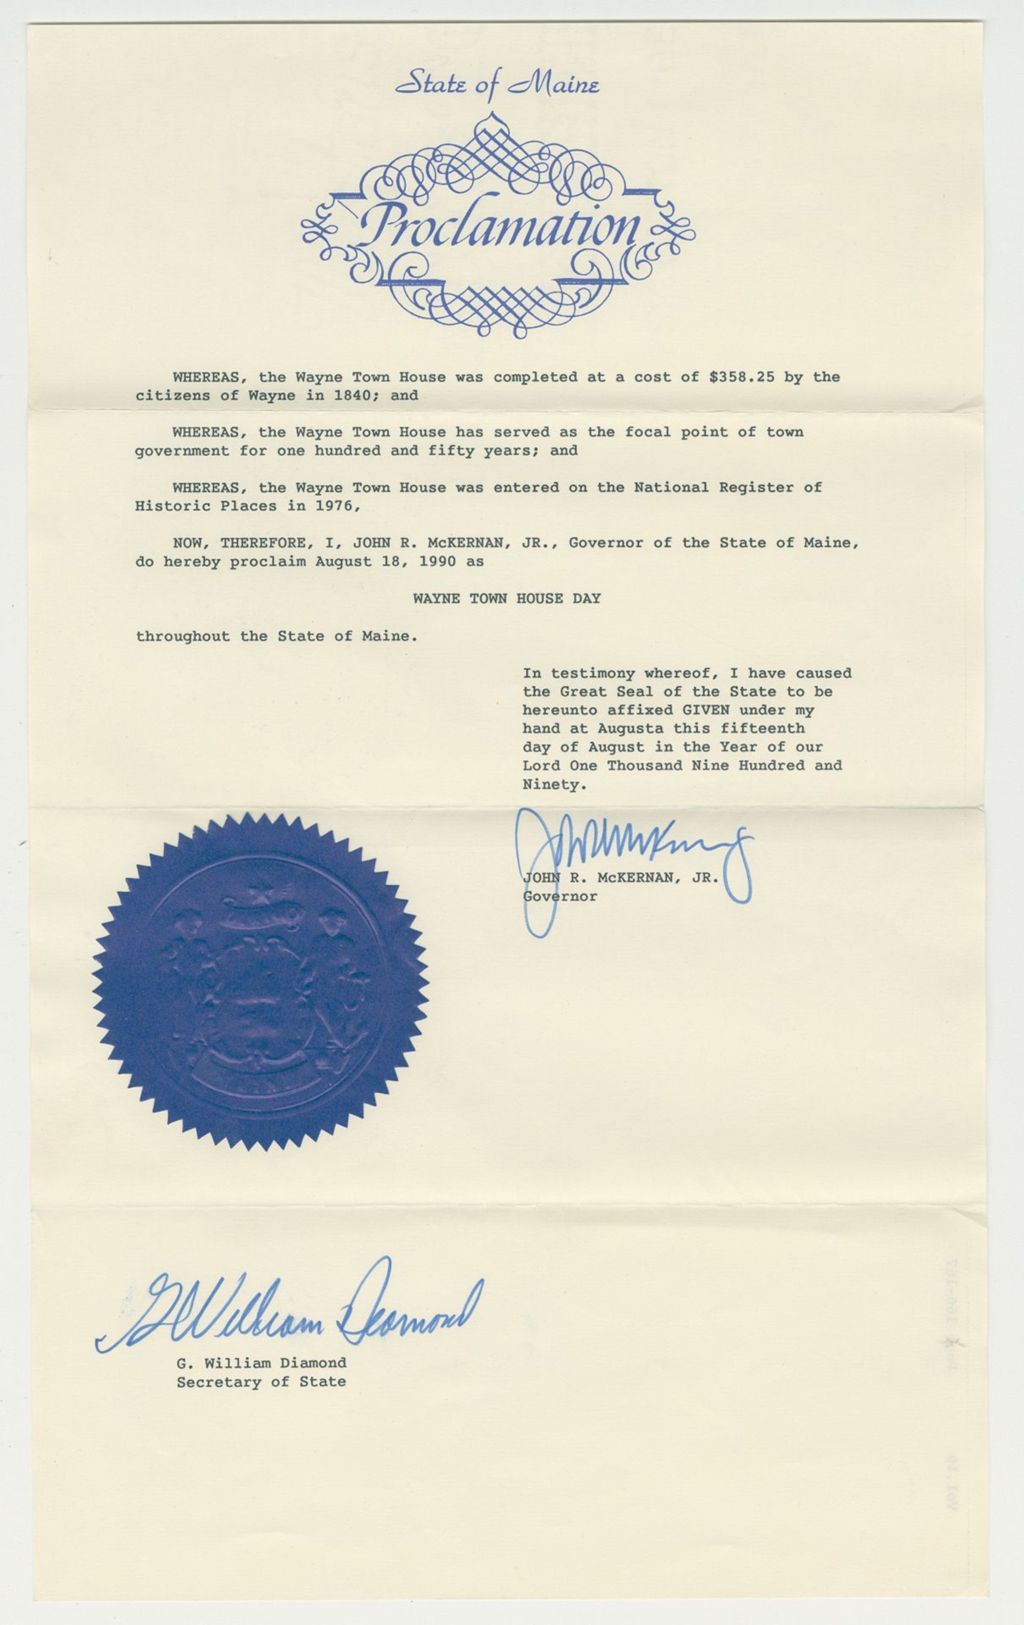 State of Maine
Proclamation
WHEREAS, the Wayne Town House was completed at a cost of $358.25 by the
citizens of Wayne in 1840; and
WHEREAS, the Wayne Town House has served as the focal point of town
government for one hundred and fifty years; and
WHEREAS, the Wayne Town House was entered on the National Register of
Historic Places in 1976,
NOW, THEREFORE, I, JOHN R. McKERNAN, JR., Governor of the State of Maine,
do hereby proclaim August 18, 1990 as
WAYNE TOWN HOUSE DAY
throughout the State of Maine.
In testimony whereof, I have caused
the Great Seal of the State to be
hereunto affixed GIVEN under my
hand at Augusta this fifteenth
day of August in the Year of our
Lord One Thousand Nine Hundred and
Ninety.
JOHN R. McKERNAN, JR.
Governor
G William Diamond
G. William Diamond
Secretary of State